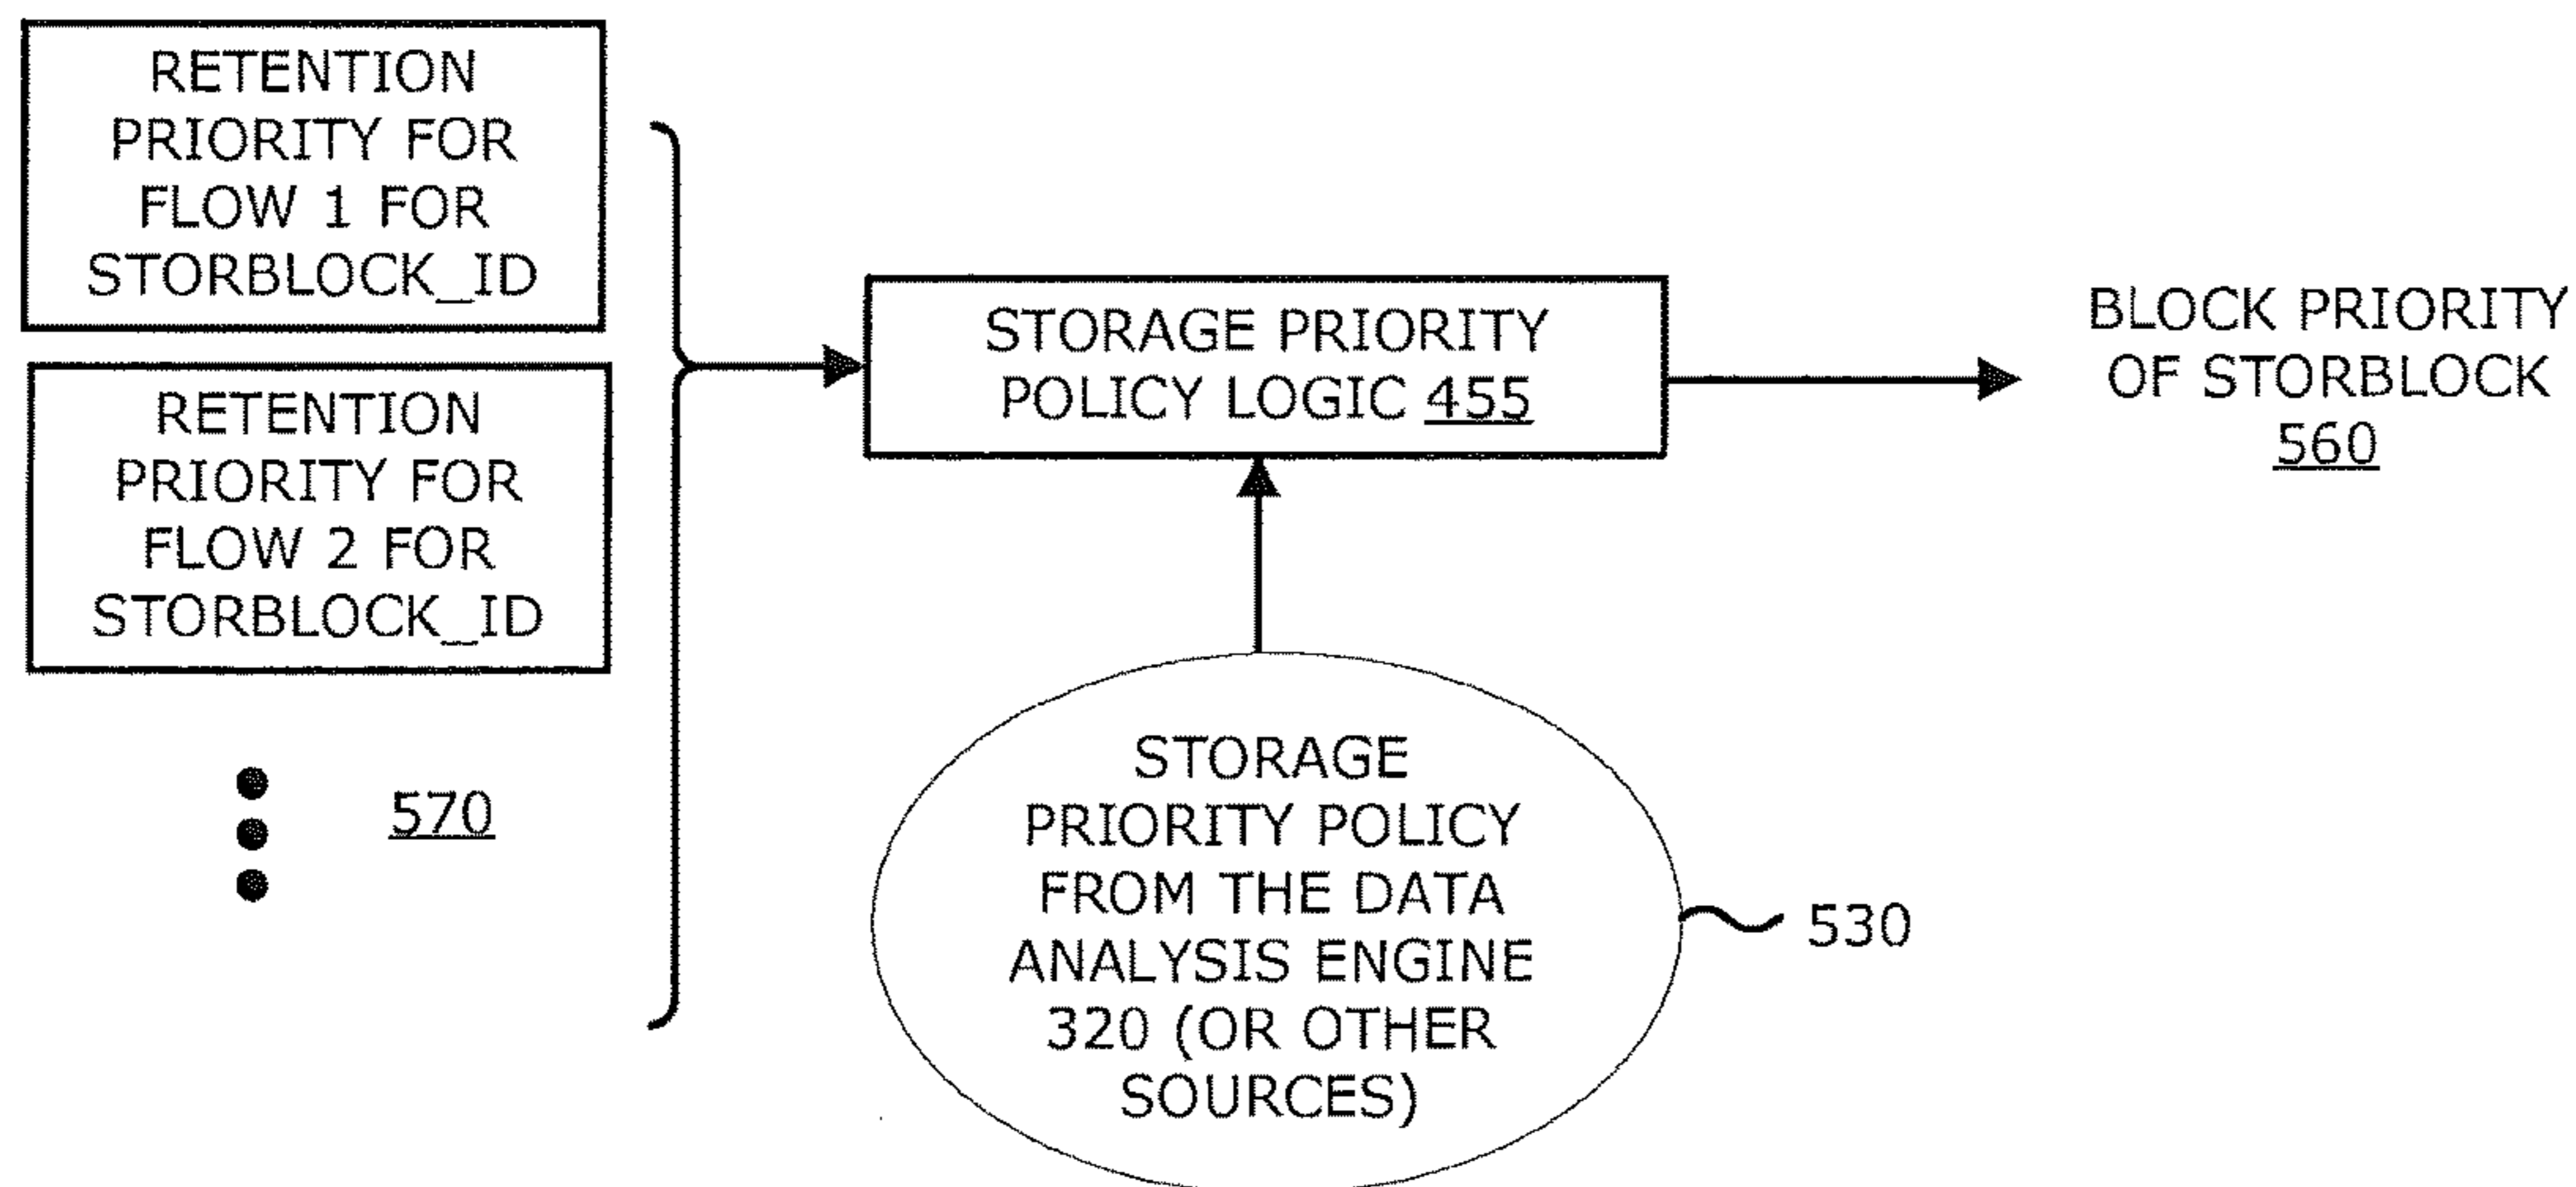 RETENTION
PRIORITY FOR
FLOW 1 FOR
STORBLOCK_ID
RETENTION
PRIORITY FOR
FLOW 2 FOR
STORBLOCK_ID
570
STORAGE PRIORITY
POLICY LOGIC 455
STORAGE
PRIORITY POLICY
FROM THE DATA
ANALYSIS ENGINE
320 (OR OTHER
SOURCES)
530
BLOCK PRIORITY
OF STORBLOCK
560